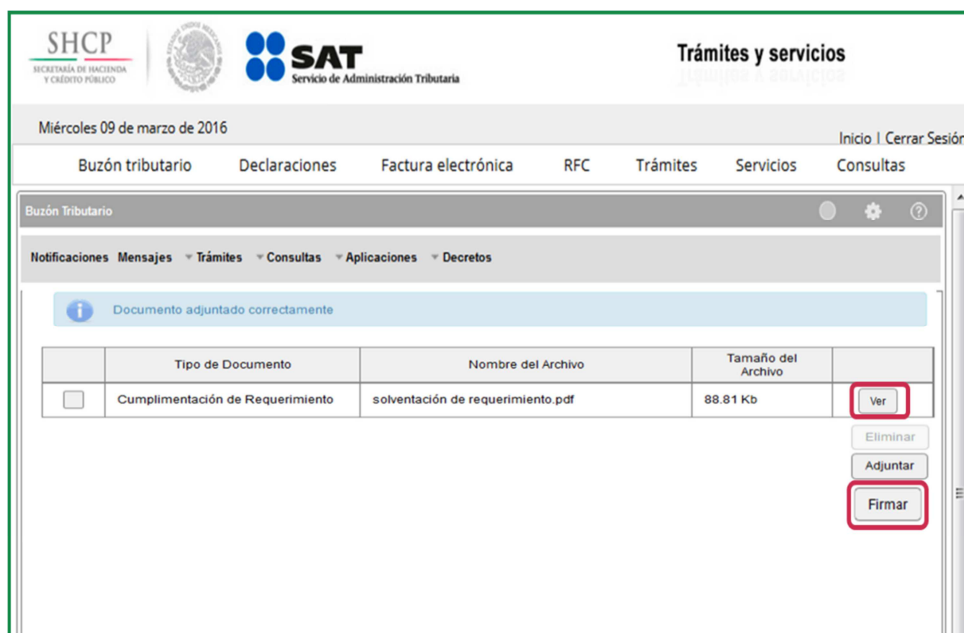 SHCP
SECRETARÍA DE HACIENDA
Y CRÉDITO PÚBLICO
SAT
Servicio de Administración Tributaria
Trámites y servicios
Miércoles 09 de marzo de 2016
Inicio | Cerrar Sesión
Buzón tributario Declaraciones Factura electrónica RFC Trámites Servicios Consultas
Buzón Tributario
Notificaciones Mensajes Trámites Consultas Aplicaciones Decretos
Documento adjuntado correctamente
Tipo de Documento Nombre del Archivo Tamaño del
Archivo
Cumplimentación de Requerimiento solventación de requerimiento.pdf 88.81 Kb Ver
Eliminar
Adjuntar
Firmar